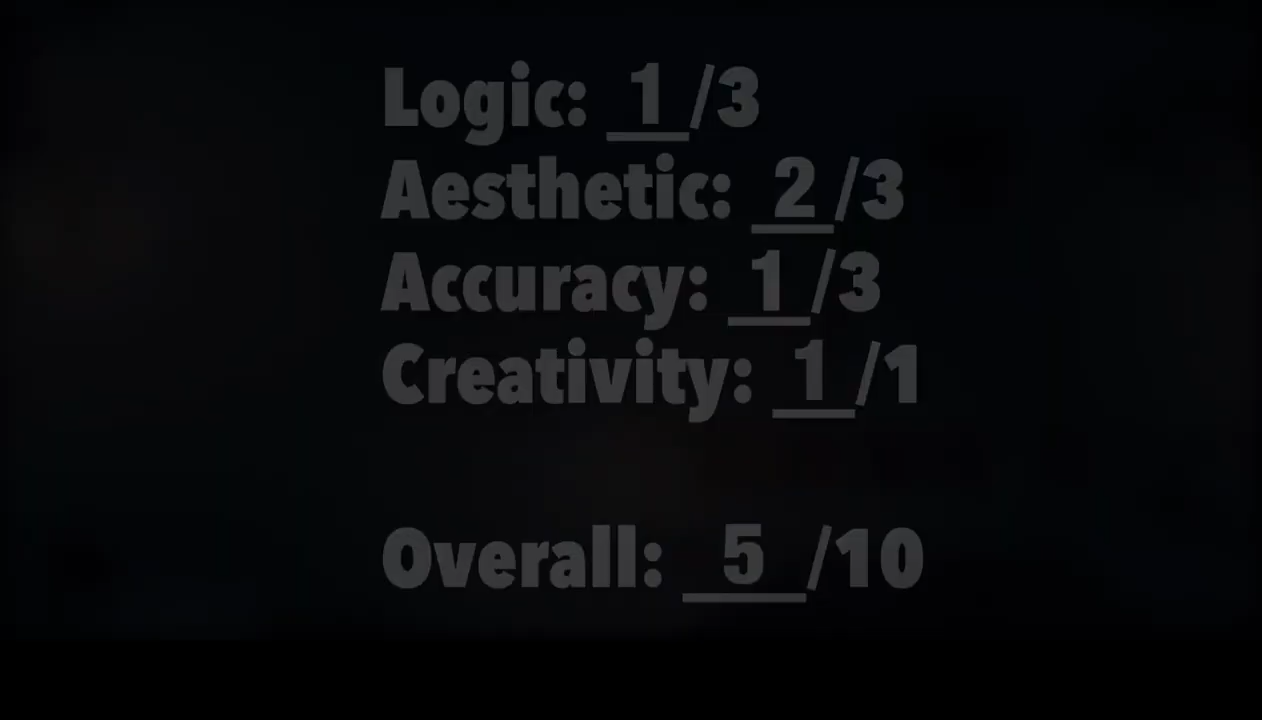 Logic: 1/3
Aesthetic: 2/3
Accuracy: 1/3
Creativity: 1/1
Overall: 5/10